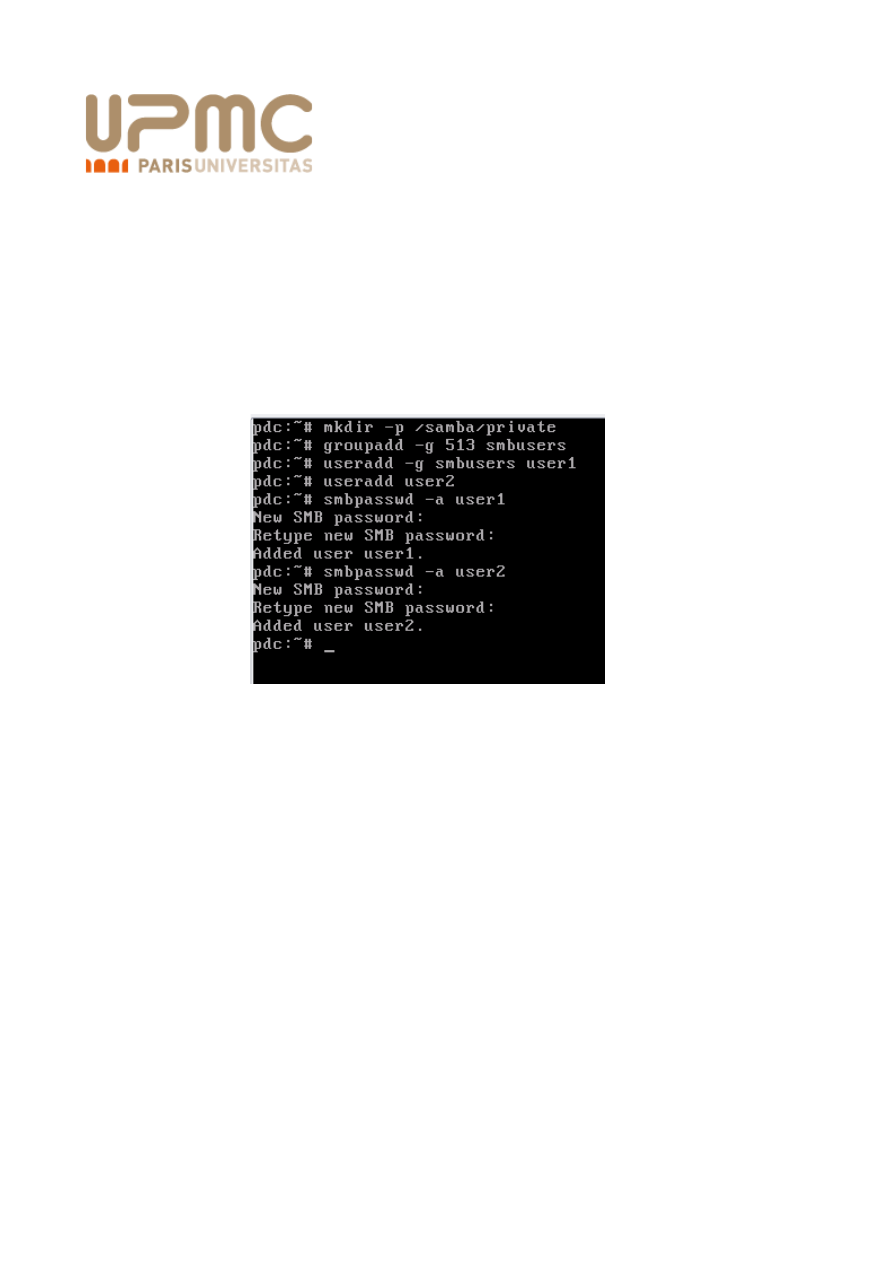 UPMC
PARISUNIVERSITAS
pdc:~# mkdir -p /samba/private
pdc:~# groupadd -g 513 smbusers
pdc:~# useradd -g smbusers user1
pdc:~# useradd user2
pdc:~# smbpasswd -a user1
New SMB password:
Retype new SMB password:
Added user user1.
pdc:~# smbpasswd -a user2
New SMB password:
Retype new SMB password:
Added user user2.
pdc:~# _